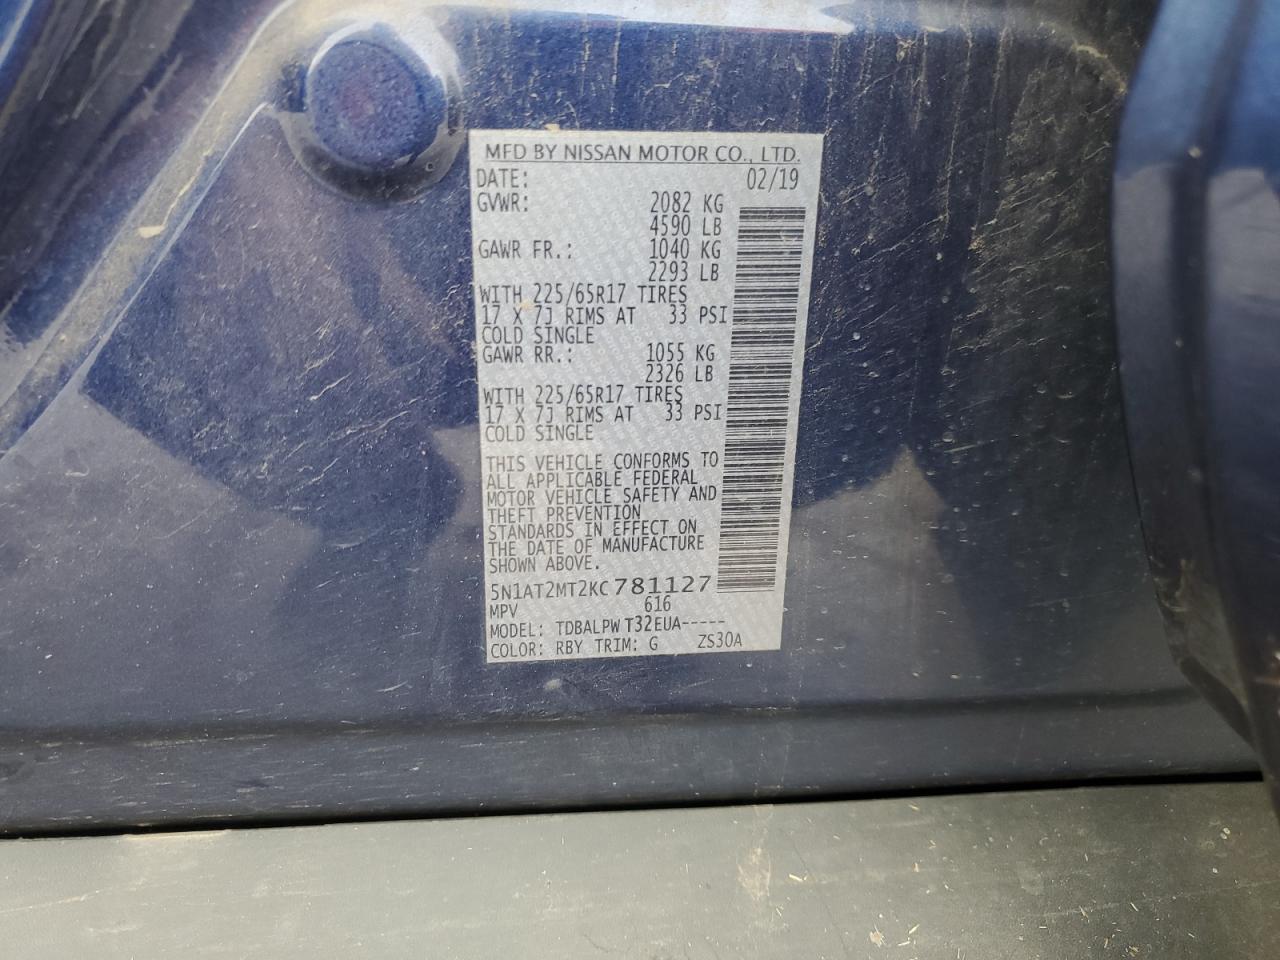 MFD BY NISSAN MOTOR CO., LTD.
DATE: 02/19
GVWR: 2082 KG
4590 LB
GAWR FR.: 1040 KG
2293 LB
WITH 225/65R17 TIRES
17 X 7J RIMS AT 33 PSI
COLD SINGLE
GAWR RR.: 1055 KG
2326 LB
WITH 225/65R17 TIRES
17 X 7J RIMS AT 33 PSI
COLD SINGLE
THIS VEHICLE CONFORMS TO
ALL APPLICABLE FEDERAL
MOTOR VEHICLE SAFETY AND
THEFT PREVENTION
STANDARDS IN EFFECT ON
THE DATE OF MANUFACTURE
SHOWN ABOVE.
5N1AT2MT2KC781127
MPV 616
MODEL: TDBALPWT32EUA-----
COLOR: RBY TRIM: G ZS30A